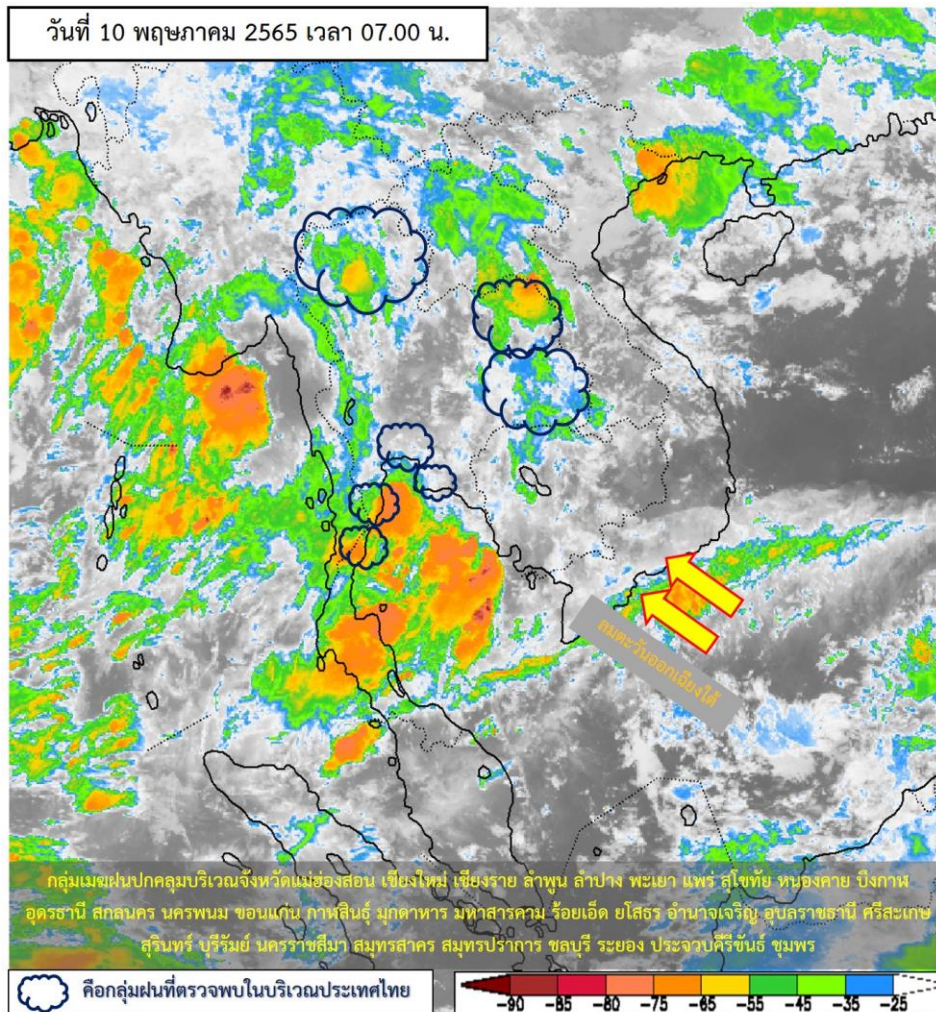 วันที่ 10 พฤษภาคม 2565 เวลา 07.00 น.
ลมตะวันออกเฉียงใต้
กลุ่มเมฆฝนปกคลุมบริเวณจังหวัดแม่ฮ่องสอน เชียงใหม่ เชียงราย ลำพูน ลำปาง พะเยา แพร่ สุโขทัย หนองคาย บึงกาฬ
อุดรธานี สกลนคร นครพนม ขอนแก่น กาฬสินธุ์ มุกดาหาร มหาสารคาม ร้อยเอ็ด ยโสธร อำนาจเจริญ อุบลราชธานี ศรีสะเกษ
สุรินทร์ บุรีรัมย์ นครราชสีมา สมุทรสาคร สมุทรปราการ ชลบุรี ระยอง ประจวบคีรีขันธ์ ชุมพร
คือกลุ่มฝนที่ตรวจพบในบริเวณประเทศไทย
-90 -85 -80 -75 -65 -55 -45 -35 -25